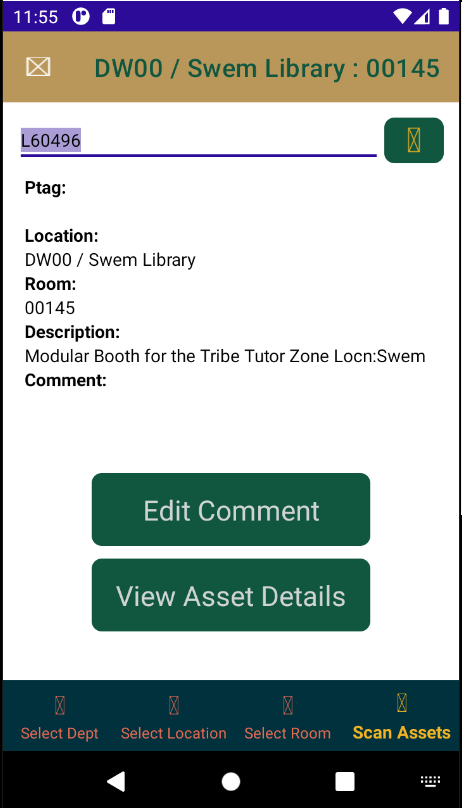 11:55
DW00 / Swem Library : 00145
L60496
Ptag:
Location:
DW00 / Swem Library
Room:
00145
Description:
Modular Booth for the Tribe Tutor Zone Locn:Swem
Comment:
Edit Comment
View Asset Details
Select Dept
Select Location
Select Room
Scan Assets